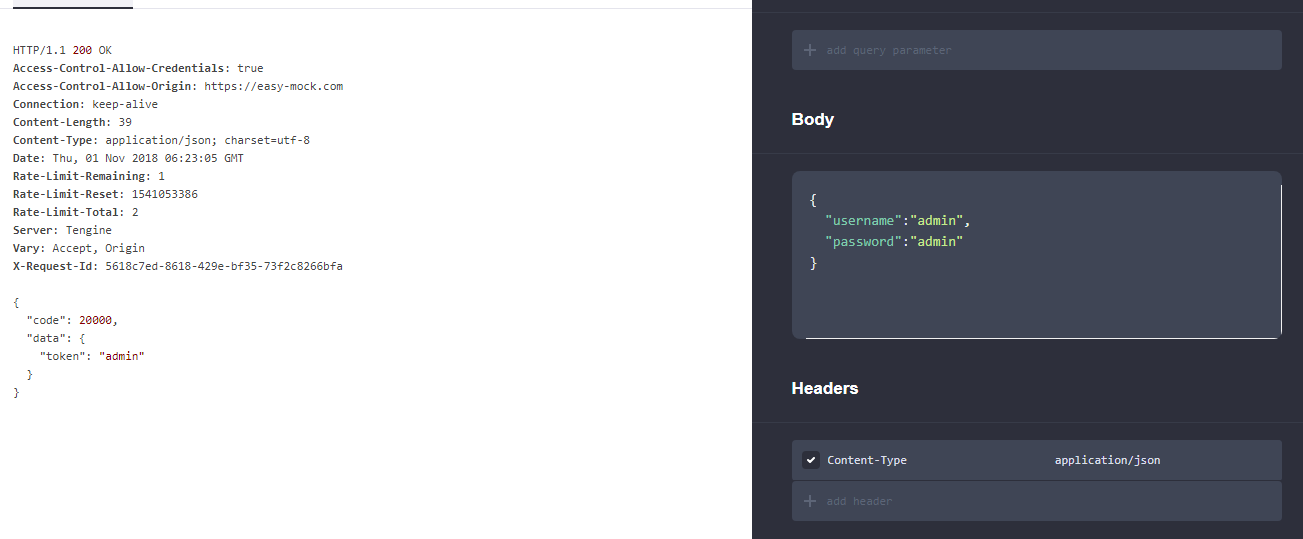 HTTP/1.1 200 OK
Access-Control-Allow-Credentials: true
Access-Control-Allow-Origin: https://easy-mock.com
Connection: keep-alive
Content-Length: 39
Content-Type: application/json; charset=utf-8
Date: Thu, 01 Nov 2018 06:23:05 GMT
Rate-Limit-Remaining: 1
Rate-Limit-Reset: 1541053386
Rate-Limit-Total: 2
Server: Tengine
Vary: Accept, Origin
X-Request-Id: 5618c7ed-8618-429e-bf35-73f2c8266bfa
{
  "code": 20000,
  "data": {
    "token": "admin"
  }
}
+ add query parameter
Body
{
  "username":"admin",
  "password":"admin"
}
Headers
Content-Type application/json
+ add header